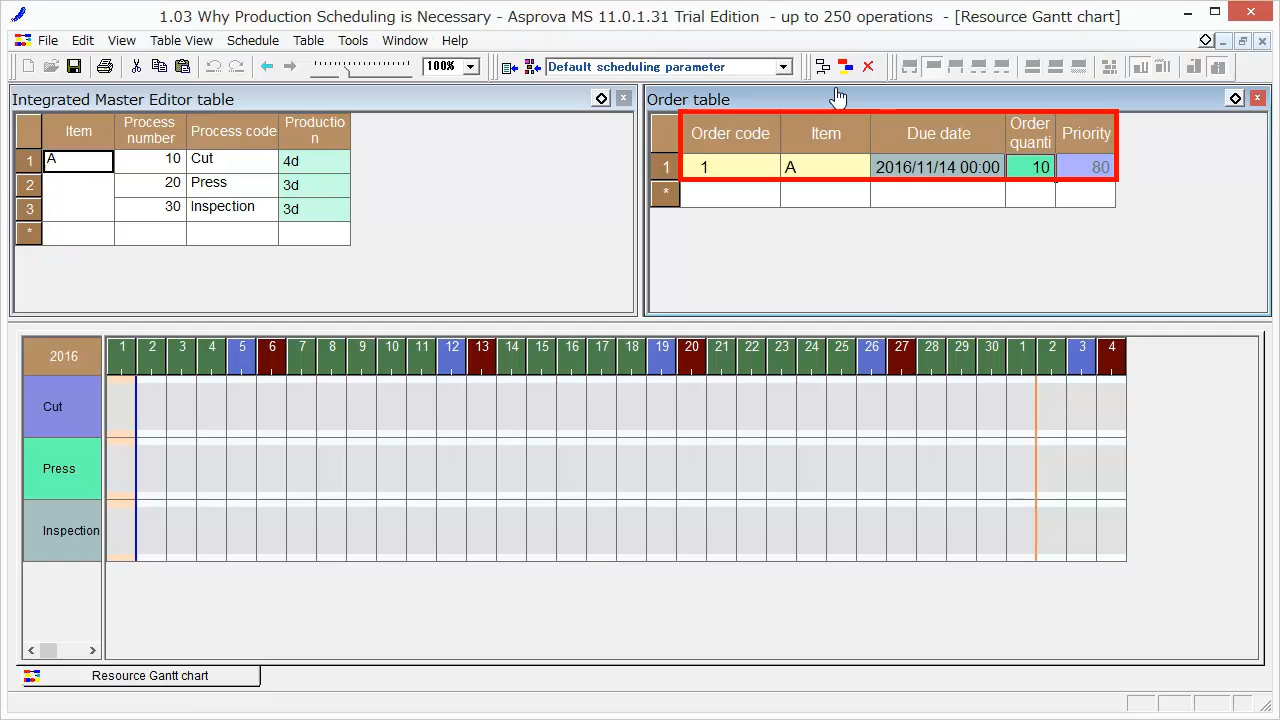 1.03 Why Production Scheduling is Necessary - Asprova MS 11.0.1.31 Trial Edition - up to 250 operations - [Resource Gantt chart]
File Edit View Table View Schedule Table Tools Window Help
100% Default scheduling parameter
Integrated Master Editor table
Item Process number Process code Production
1 A 10 Cut 4d
2 20 Press 3d
3 30 Inspection 3d
*
Order table
Order code Item Due date Order quanti Priority
1 1 A 2016/11/14 00:00 10 80
*
2016 1 2 3 4 5 6 7 8 9 10 11 12 13 14 15 16 17 18 19 20 21 22 23 24 25 26 27 28 29 30 1 2 3 4
Cut
Press
Inspection
Resource Gantt chart